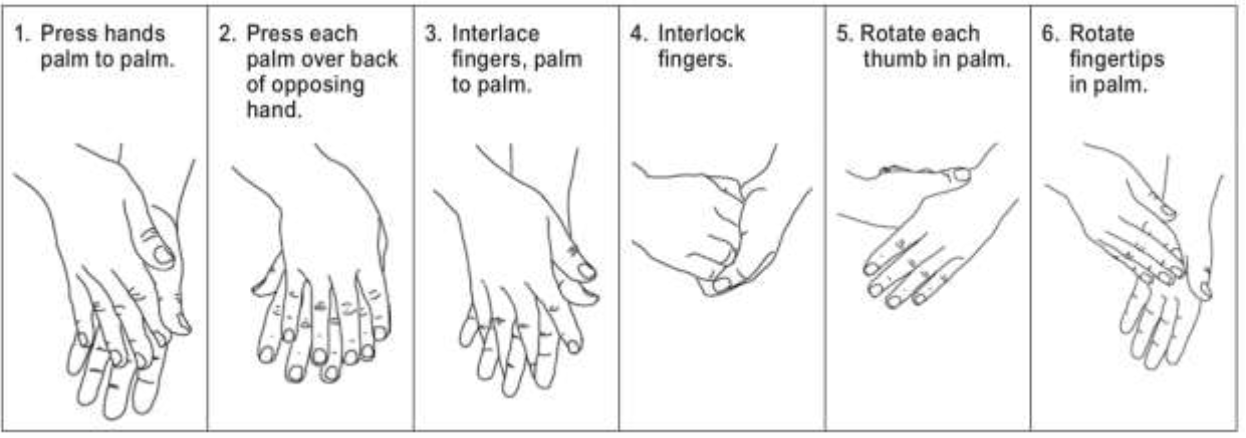 1. Press hands
palm to palm.
2. Press each
palm over back
of opposing
hand.
3. Interlace
fingers, palm
to palm.
4. Interlock
fingers.
5. Rotate each
thumb in palm.
6. Rotate
fingertips
in palm.